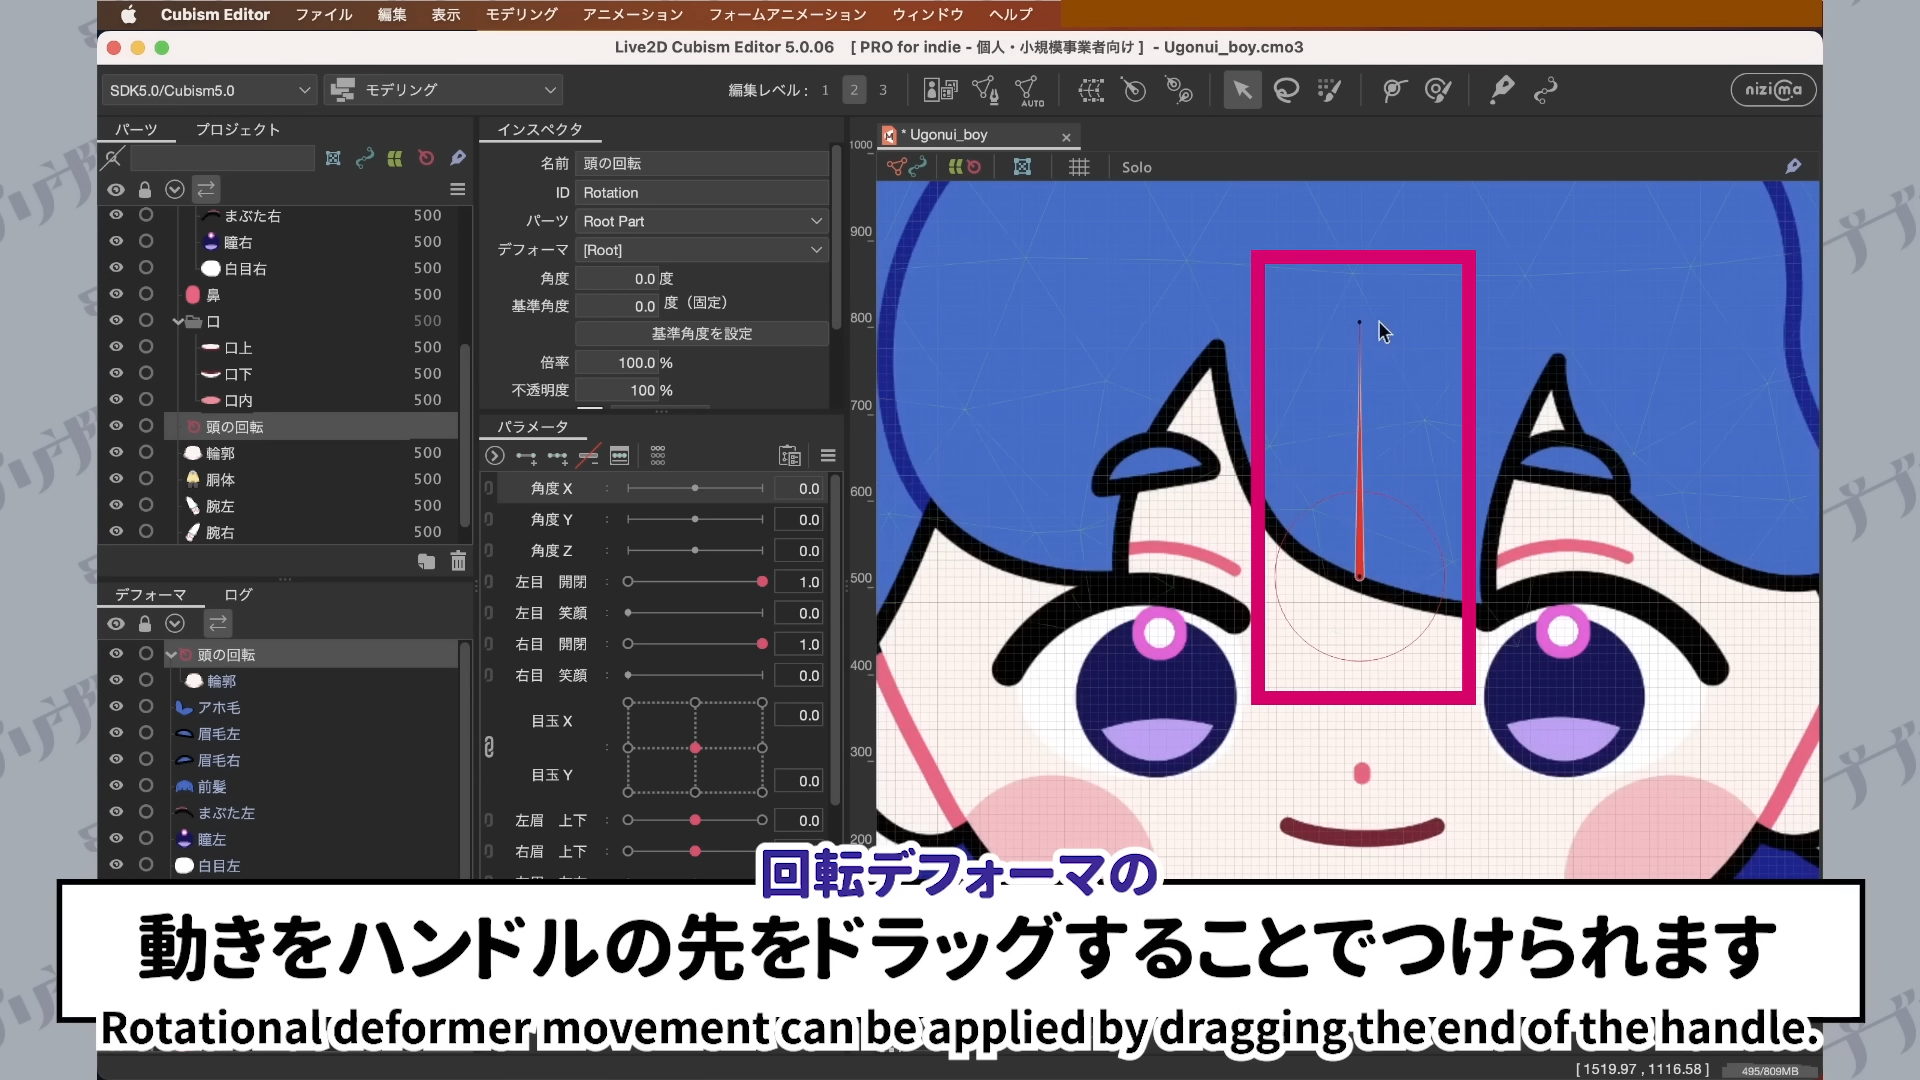 Cubism Editor ファイル 編集 表示 モデリング アニメーション フォームアニメーション ウィンドウ ヘルプ
Live2D Cubism Editor 5.0.06 [ PRO for indie - 個人・小規模事業者向け ] - Ugonui_boy.cmo3
SDK5.0/Cubism5.0 モデリング 編集レベル： 1 2 3 AUTO nizima
パーツ プロジェクト
まぶた右 500
瞳右 500
白目右 500
鼻 500
口 500
口上 500
口下 500
口内 500
頭の回転
輪郭 500
胴体 500
腕左 500
腕右 500
デフォーマ ログ
頭の回転
輪郭
アホ毛
眉毛左
眉毛右
前髪
まぶた左
瞳左
白目左
インスペクタ
名前 頭の回転
ID Rotation
パーツ Root Part
デフォーマ [Root]
角度 0.0 度
基準角度 0.0 度（固定）
基準角度を設定
倍率 100.0 %
不透明度 100 %
パラメータ
角度 X : 0.0
角度 Y : 0.0
角度 Z : 0.0
左目 開閉 : 1.0
左目 笑顔 : 0.0
右目 開閉 : 1.0
右目 笑顔 : 0.0
目玉 X 0.0
:
目玉 Y 0.0
左眉 上下 : 0.0
右眉 上下 :
* Ugonui_boy
Solo
1000
900
800
700
600
500
400
300
200
回転デフォーマの
動きをハンドルの先をドラッグすることでつけられます
Rotational deformer movement can be applied by dragging the end of the handle.
[ 1519.97 , 1116.58 ] 495/809MB